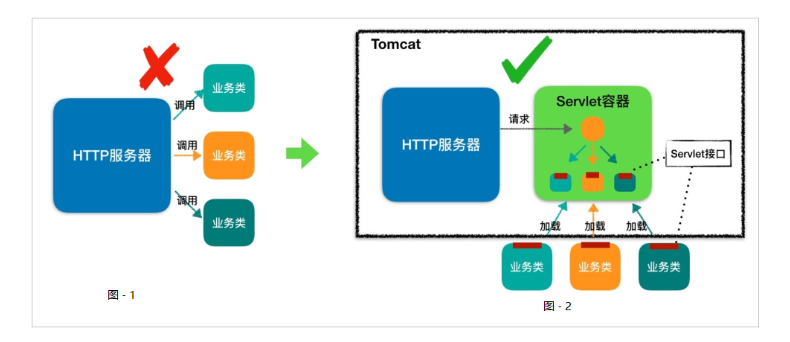 HTTP服务器
调用
业务类
调用
业务类
调用
业务类
图 - 1
Tomcat
HTTP服务器
请求
Servlet容器
Servlet接口
加载
加载
加载
业务类
业务类
业务类
图 - 2